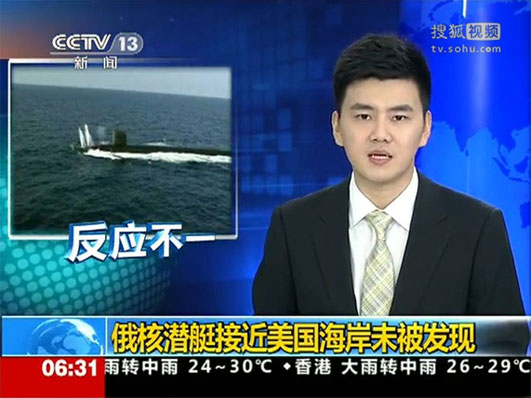 CCTV 13
新闻
搜狐视频
tv.sohu.com
反应不一
俄核潜艇接近美国海岸未被发现
06:31 雨转中雨 24~30℃ •香港 大雨转中雨 26~29℃